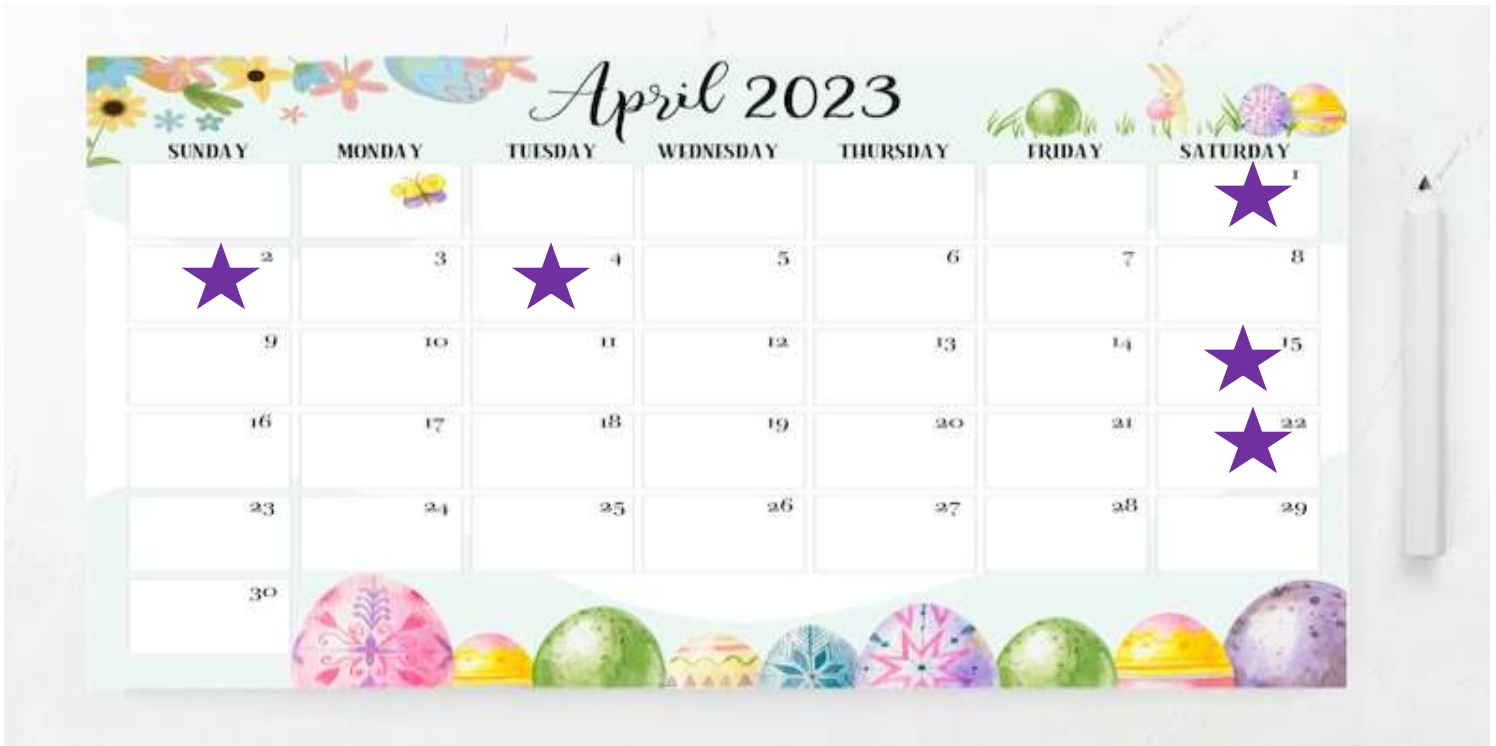 April 2023
SUNDAY MONDAY TUESDAY WEDNESDAY THURSDAY FRIDAY SATURDAY
1
2 3 4 5 6 7 8
9 10 11 12 13 14 15
16 17 18 19 20 21 22
23 24 25 26 27 28 29
30